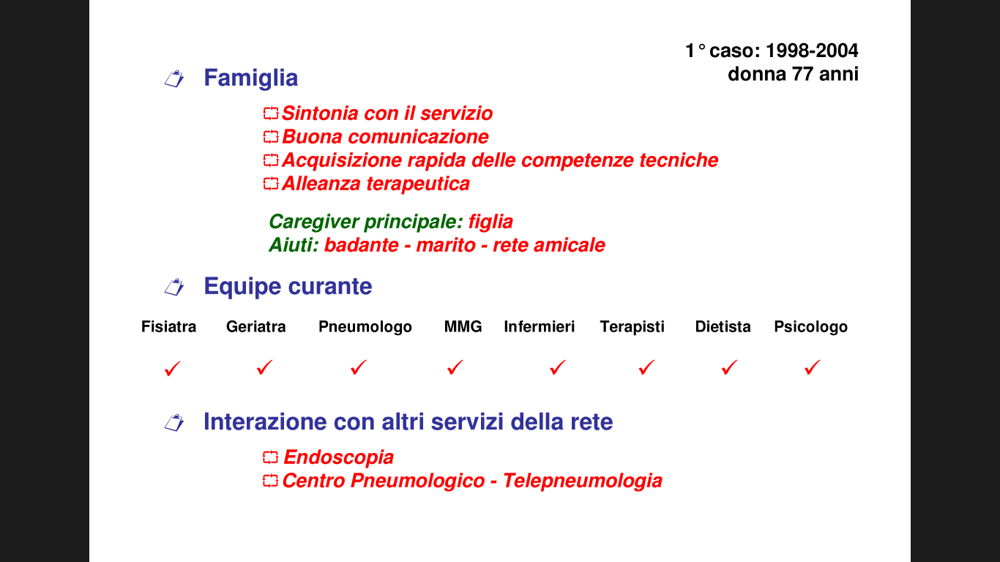 1° caso: 1998-2004
donna 77 anni
Famiglia
Sintonia con il servizio
Buona comunicazione
Acquisizione rapida delle competenze tecniche
Alleanza terapeutica
Caregiver principale: figlia
Aiuti: badante - marito - rete amicale
Equipe curante
Fisiatra Geriatra Pneumologo MMG Infermieri Terapisti Dietista Psicologo
✓ ✓ ✓ ✓ ✓ ✓ ✓ ✓
Interazione con altri servizi della rete
Endoscopia
Centro Pneumologico - Telepneumologia